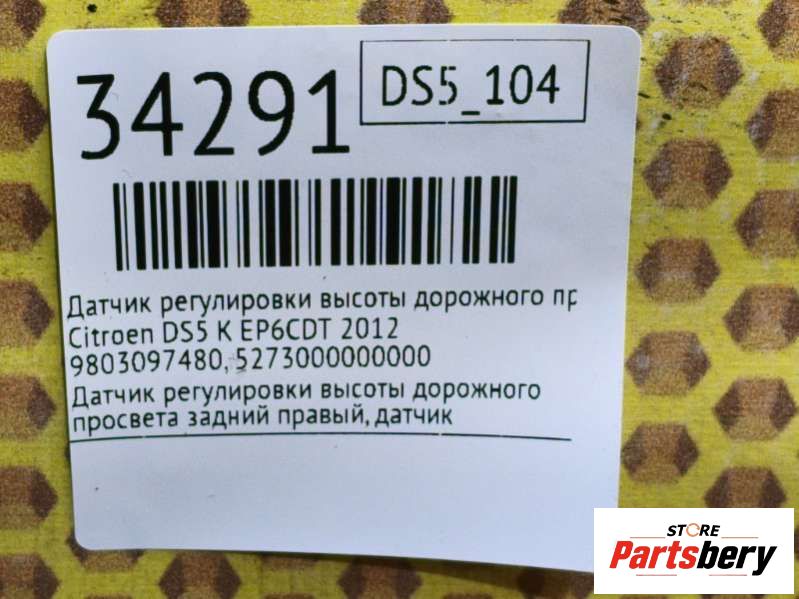 34291
DS5_104
Датчик регулировки высоты дорожного пр
Citroen DS5 K EP6CDT 2012
9803097480, 5273000000000
Датчик регулировки высоты дорожного
просвета задний правый, датчик
STORE
Partsbery